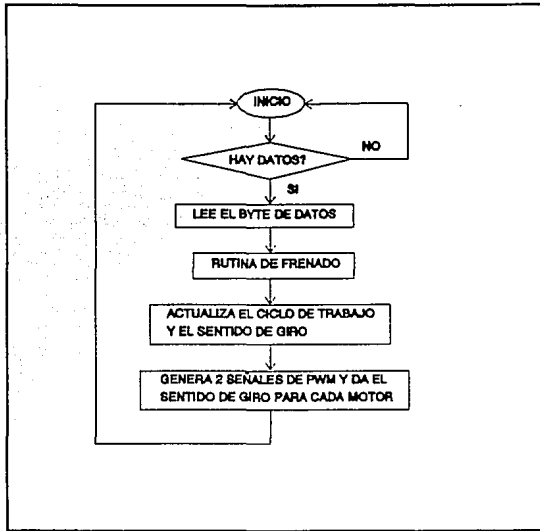 INICIO
HAY DATOS?
NO
SI
LEE EL BYTE DE DATOS
RUTINA DE FRENADO
ACTUALIZA EL CICLO DE TRABAJO
Y EL SENTIDO DE GIRO
GENERA 2 SEÑALES DE PWM Y DA EL
SENTIDO DE GIRO PARA CADA MOTOR